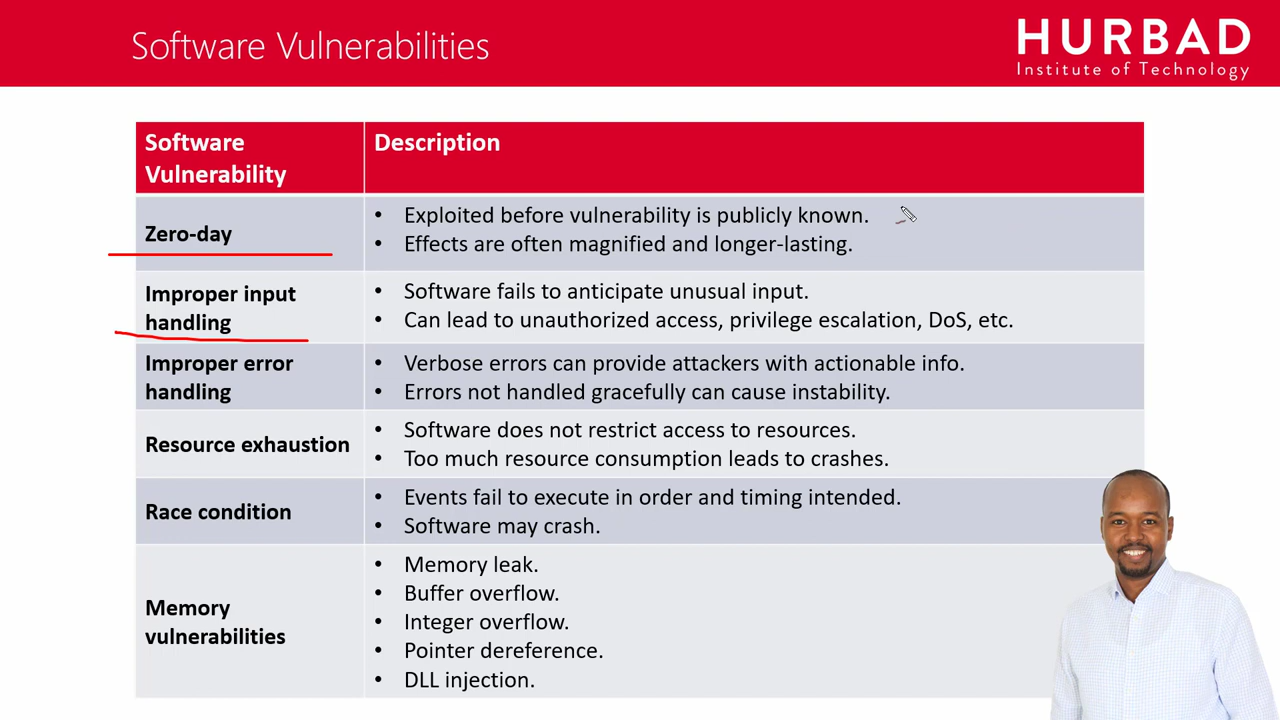 Software Vulnerabilities
HURBAD
Institute of Technology
Software
Vulnerability
Description
Zero-day
• Exploited before vulnerability is publicly known.
• Effects are often magnified and longer-lasting.
Improper input
handling
• Software fails to anticipate unusual input.
• Can lead to unauthorized access, privilege escalation, DoS, etc.
Improper error
handling
• Verbose errors can provide attackers with actionable info.
• Errors not handled gracefully can cause instability.
Resource exhaustion
• Software does not restrict access to resources.
• Too much resource consumption leads to crashes.
Race condition
• Events fail to execute in order and timing intended.
• Software may crash.
Memory
vulnerabilities
• Memory leak.
• Buffer overflow.
• Integer overflow.
• Pointer dereference.
• DLL injection.